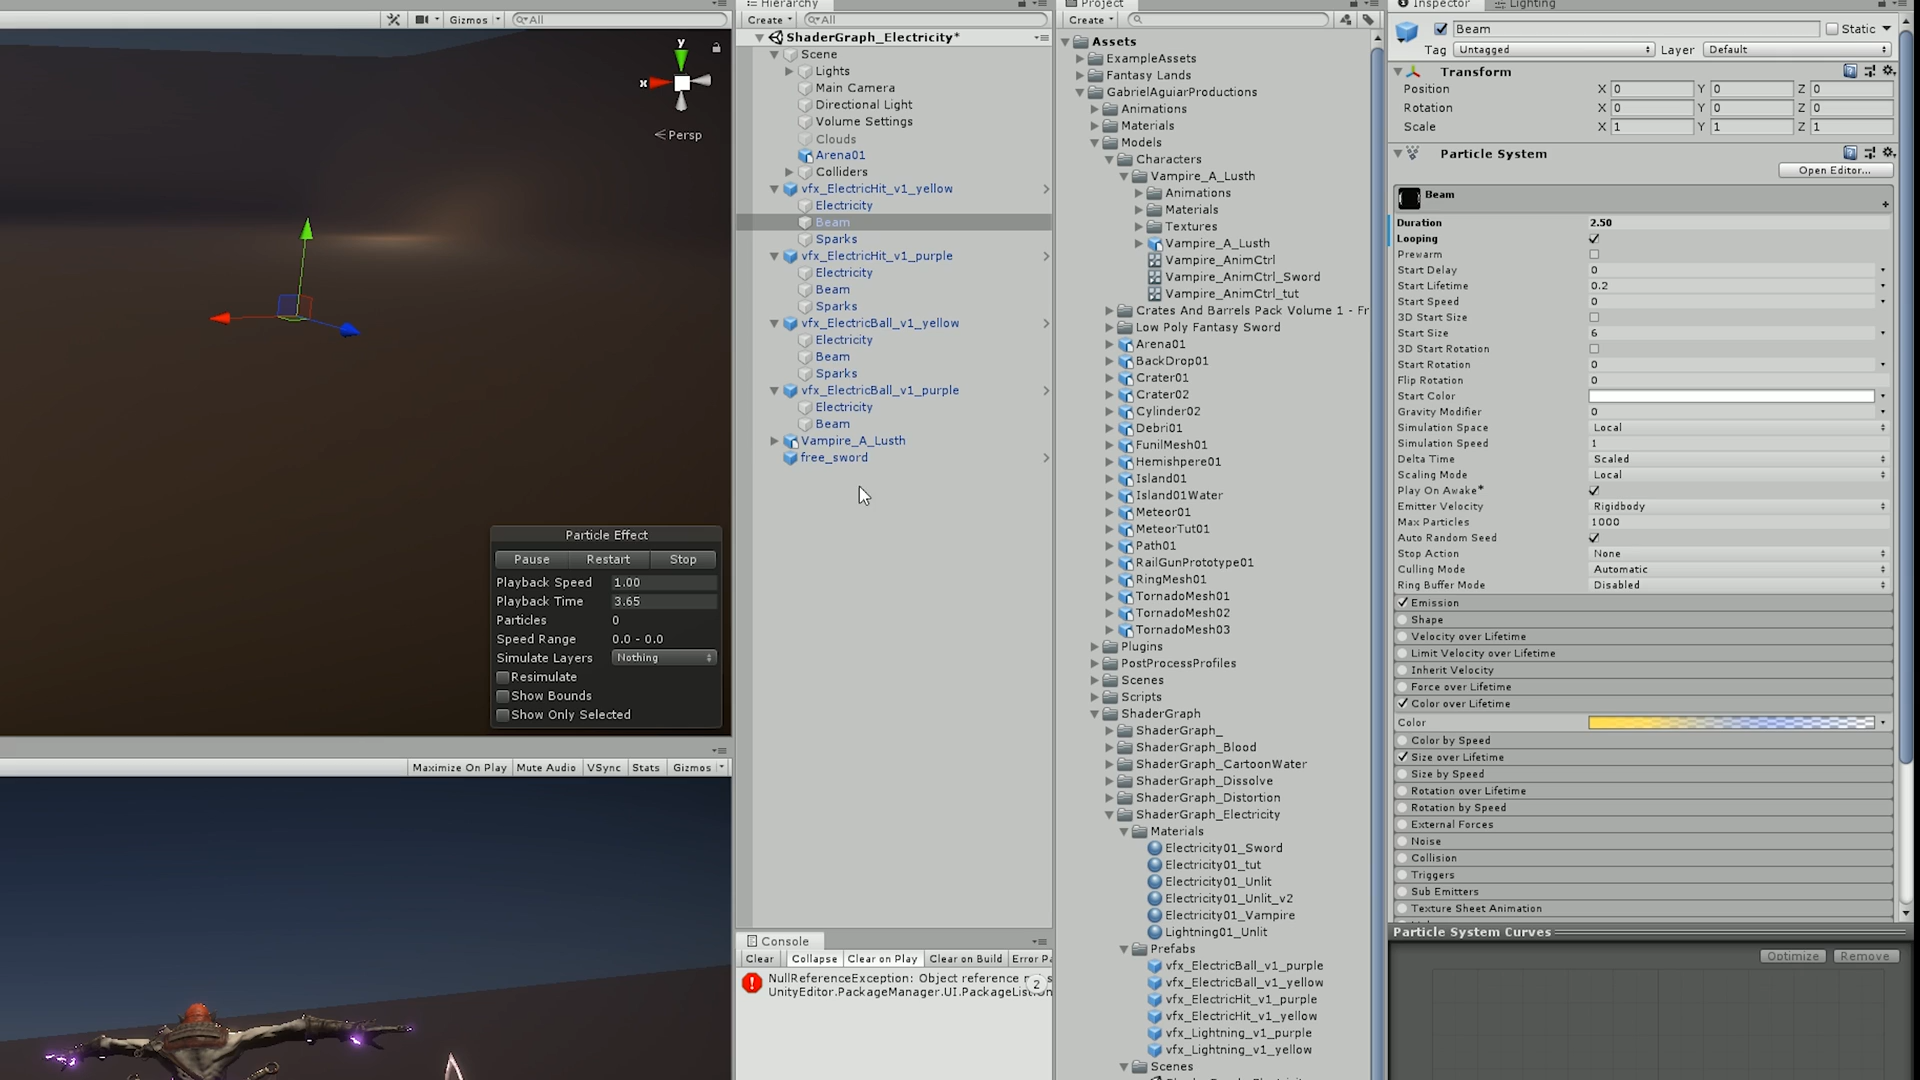 Gizmos
All
y
x
Persp
Particle Effect
Pause Restart Stop
Playback Speed 1.00
Playback Time 3.65
Particles 0
Speed Range 0.0 - 0.0
Simulate Layers Nothing
Resimulate
Show Bounds
Show Only Selected
Maximize On Play Mute Audio VSync Stats Gizmos
Hierarchy
Create All
ShaderGraph_Electricity*
Scene
Lights
Main Camera
Directional Light
Volume Settings
Clouds
Arena01
Colliders
vfx_ElectricHit_v1_yellow
Electricity
Beam
Sparks
vfx_ElectricHit_v1_purple
Electricity
Beam
Sparks
vfx_ElectricBall_v1_yellow
Electricity
Beam
Sparks
vfx_ElectricBall_v1_purple
Electricity
Beam
Vampire_A_Lusth
free_sword
Console
Clear Collapse Clear on Play Clear on Build Error Pa
NullReferenceException: Object reference
2
UnityEditor.PackageManager.UI.PackageList
Project
Create
Assets
ExampleAssets
Fantasy Lands
GabrielAguiarProductions
Animations
Materials
Models
Characters
Vampire_A_Lusth
Animations
Materials
Textures
Vampire_A_Lusth
Vampire_AnimCtrl
Vampire_AnimCtrl_Sword
Vampire_AnimCtrl_tut
Crates And Barrels Pack Volume 1 - Fr
Low Poly Fantasy Sword
Arena01
BackDrop01
Crater01
Crater02
Cylinder02
Debri01
FunilMesh01
Hemishpere01
Island01
Island01Water
Meteor01
MeteorTut01
Path01
RailGunPrototype01
RingMesh01
TornadoMesh01
TornadoMesh02
TornadoMesh03
Plugins
PostProcessProfiles
Scenes
Scripts
ShaderGraph
ShaderGraph_
ShaderGraph_Blood
ShaderGraph_CartoonWater
ShaderGraph_Dissolve
ShaderGraph_Distortion
ShaderGraph_Electricity
Materials
Electricity01_Sword
Electricity01_tut
Electricity01_Unlit
Electricity01_Unlit_v2
Electricity01_Vampire
Lightning01_Unlit
Prefabs
vfx_ElectricBall_v1_purple
vfx_ElectricBall_v1_yellow
vfx_ElectricHit_v1_purple
vfx_ElectricHit_v1_yellow
vfx_Lightning_v1_purple
vfx_Lightning_v1_yellow
Scenes
Inspector Lighting
Beam Static
Tag Untagged Layer Default
Transform
Position X 0 Y 0 Z 0
Rotation X 0 Y 0 Z 0
Scale X 1 Y 1 Z 1
Particle System
Open Editor...
Beam
Duration 2.50
Looping
Prewarm
Start Delay 0
Start Lifetime 0.2
Start Speed 0
3D Start Size
Start Size 6
3D Start Rotation
Start Rotation 0
Flip Rotation 0
Start Color
Gravity Modifier 0
Simulation Space Local
Simulation Speed 1
Delta Time Scaled
Scaling Mode Local
Play On Awake*
Emitter Velocity Rigidbody
Max Particles 1000
Auto Random Seed
Stop Action None
Culling Mode Automatic
Ring Buffer Mode Disabled
Emission
Shape
Velocity over Lifetime
Limit Velocity over Lifetime
Inherit Velocity
Force over Lifetime
Color over Lifetime
Color
Color by Speed
Size over Lifetime
Size by Speed
Rotation over Lifetime
Rotation by Speed
External Forces
Noise
Collision
Triggers
Sub Emitters
Texture Sheet Animation
Particle System Curves
Optimize Remove